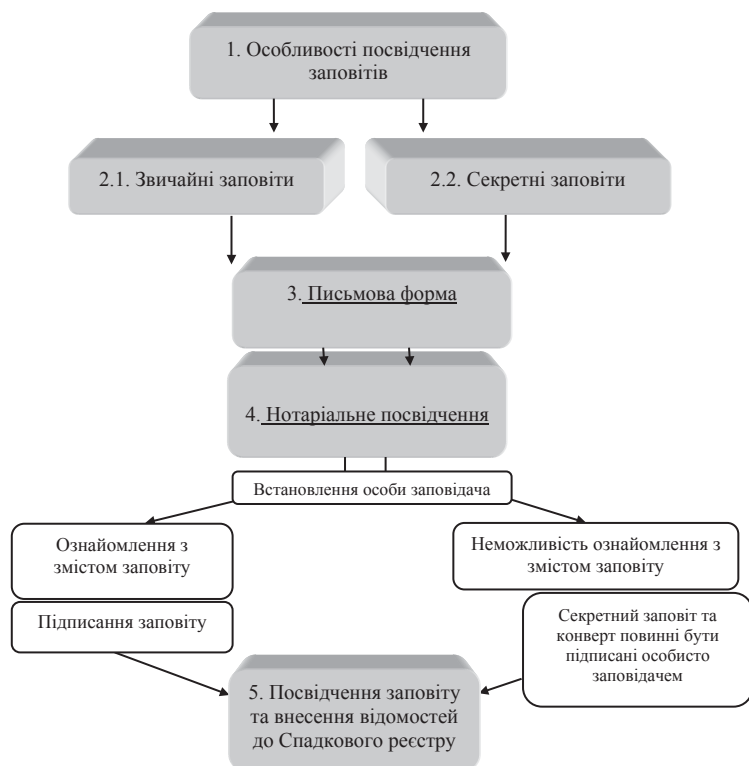 1. Особливості посвідчення
заповітів
2.1. Звичайні заповіти
2.2. Секретні заповіти
3. Письмова форма
4. Нотаріальне посвідчення
Встановлення особи заповідача
Ознайомлення з
змістом заповіту
Неможливість ознайомлення з
змістом заповіту
Підписання заповіту
Секретний заповіт та
конверт повинні бути
підписані особисто
заповідачем
5. Посвідчення заповіту
та внесення відомостей
до Спадкового реєстру